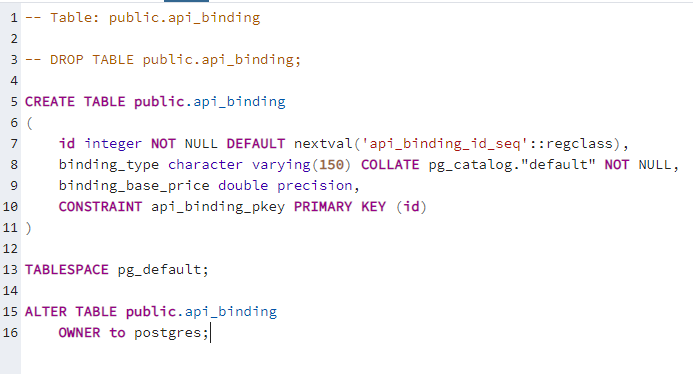 1 -- Table: public.api_binding
2
3 -- DROP TABLE public.api_binding;
4
5 CREATE TABLE public.api_binding
6 (
7     id integer NOT NULL DEFAULT nextval('api_binding_id_seq'::regclass),
8     binding_type character varying(150) COLLATE pg_catalog."default" NOT NULL,
9     binding_base_price double precision,
10     CONSTRAINT api_binding_pkey PRIMARY KEY (id)
11 )
12
13 TABLESPACE pg_default;
14
15 ALTER TABLE public.api_binding
16     OWNER to postgres;